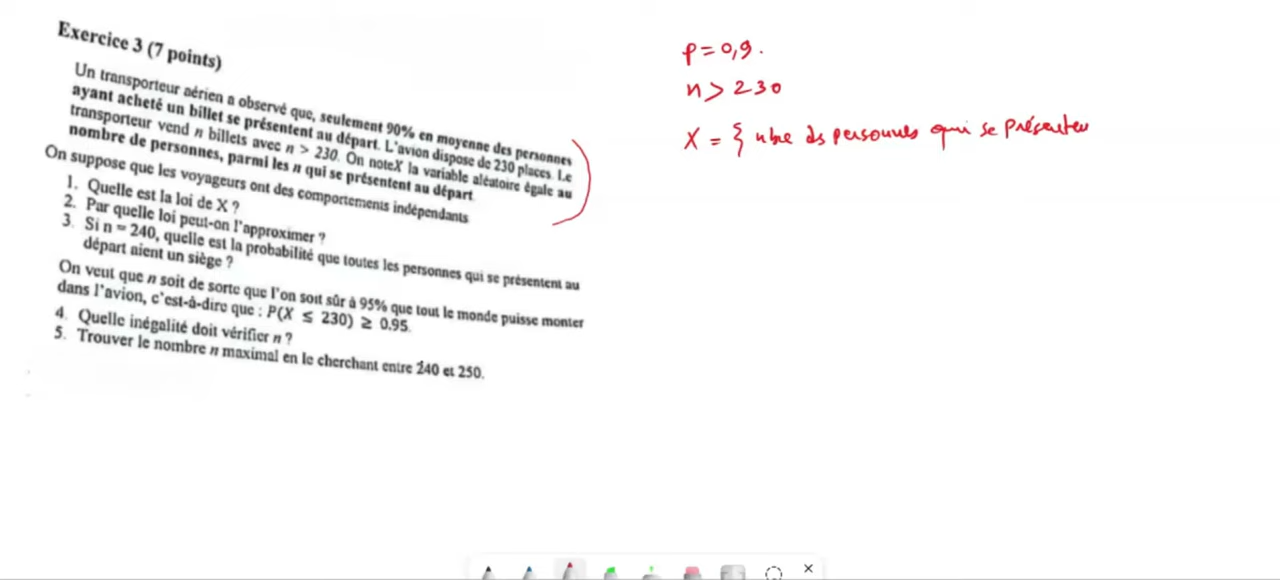 Exercice 3 (7 points)
Un transporteur aérien a observé que, seulement 90% en moyenne des personnes
ayant acheté un billet se présentent au départ. L'avion dispose de 230 places. Le
transporteur vend n billets avec n > 230. On noteX la variable aléatoire égale au
nombre de personnes, parmi les n qui se présentent au départ.
On suppose que les voyageurs ont des comportements indépendants
1. Quelle est la loi de X ?
2. Par quelle loi peut-on l'approximer ?
3. Si n = 240, quelle est la probabilité que toutes les personnes qui se présentent au
départ aient un siège ?
On veut que n soit de sorte que l'on soit sûr à 95% que tout le monde puisse monter
dans l'avion, c'est-à-dire que : P(X ≤ 230) ≥ 0.95.
4. Quelle inégalité doit vérifier n ?
5. Trouver le nombre n maximal en le cherchant entre 240 et 250.
p = 0,9.
n > 230
X = { nbre ds personnes qui se présenten